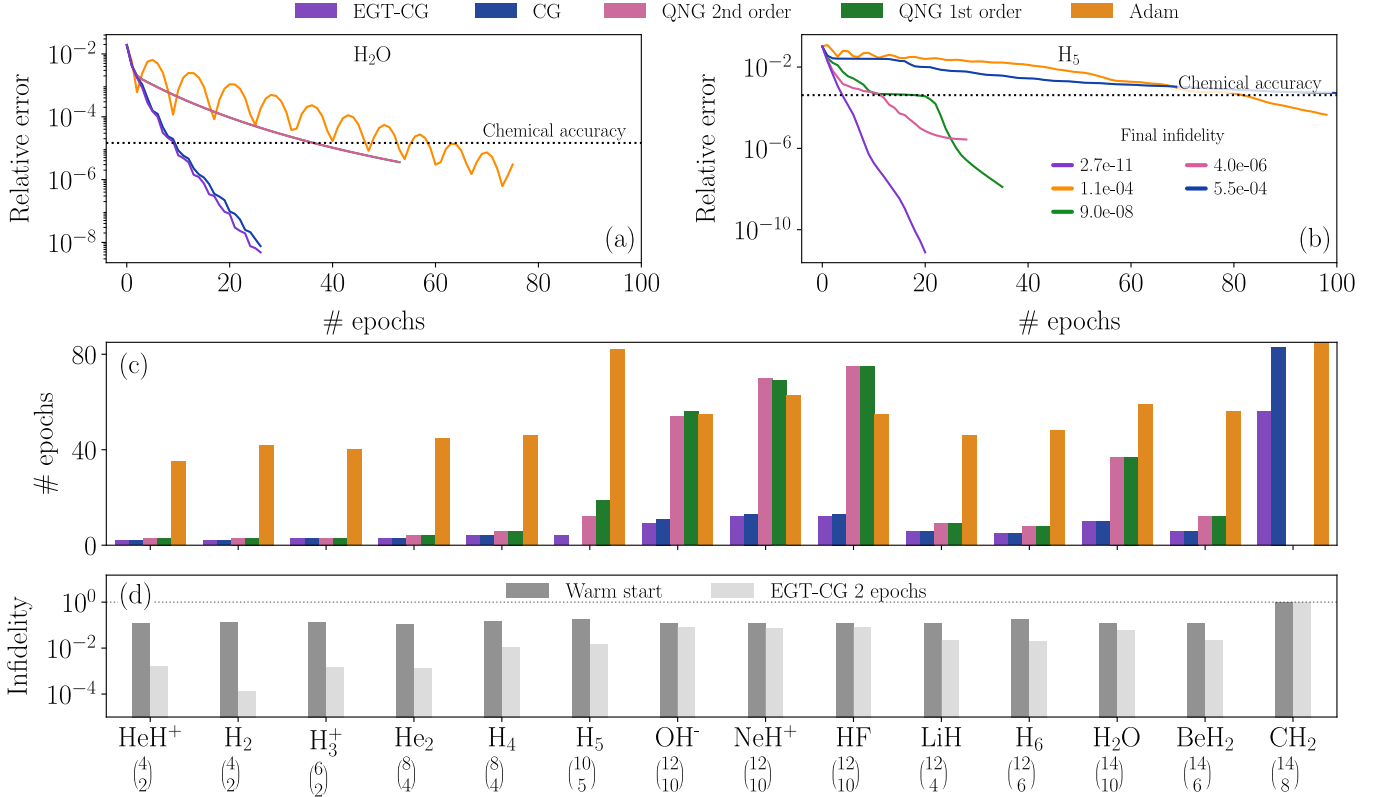 EGT-CG CG QNG 2nd order QNG 1st order Adam
H₂O
Relative error
10⁻²
10⁻⁴
10⁻⁶
10⁻⁸
Chemical accuracy
(a)
0 20 40 60 80 100
# epochs
H₅
Relative error
10⁻²
10⁻⁶
10⁻¹⁰
Chemical accuracy
Final infidelity
2.7e-11 4.0e-06
1.1e-04 5.5e-04
9.0e-08
(b)
0 20 40 60 80 100
# epochs
(c)
# epochs
80
40
0
(d)
Warm start EGT-CG 2 epochs
Infidelity
10⁰
10⁻²
10⁻⁴
HeH⁺ H₂ H₃⁺ He₂ H₄ H₅ OH⁻ NeH⁺ HF LiH H₆ H₂O BeH₂ CH₂
(4 2) (4 2) (6 2) (8 4) (8 4) (10 5) (12 10) (12 10) (12 10) (12 4) (12 6) (14 10) (14 6) (14 8)